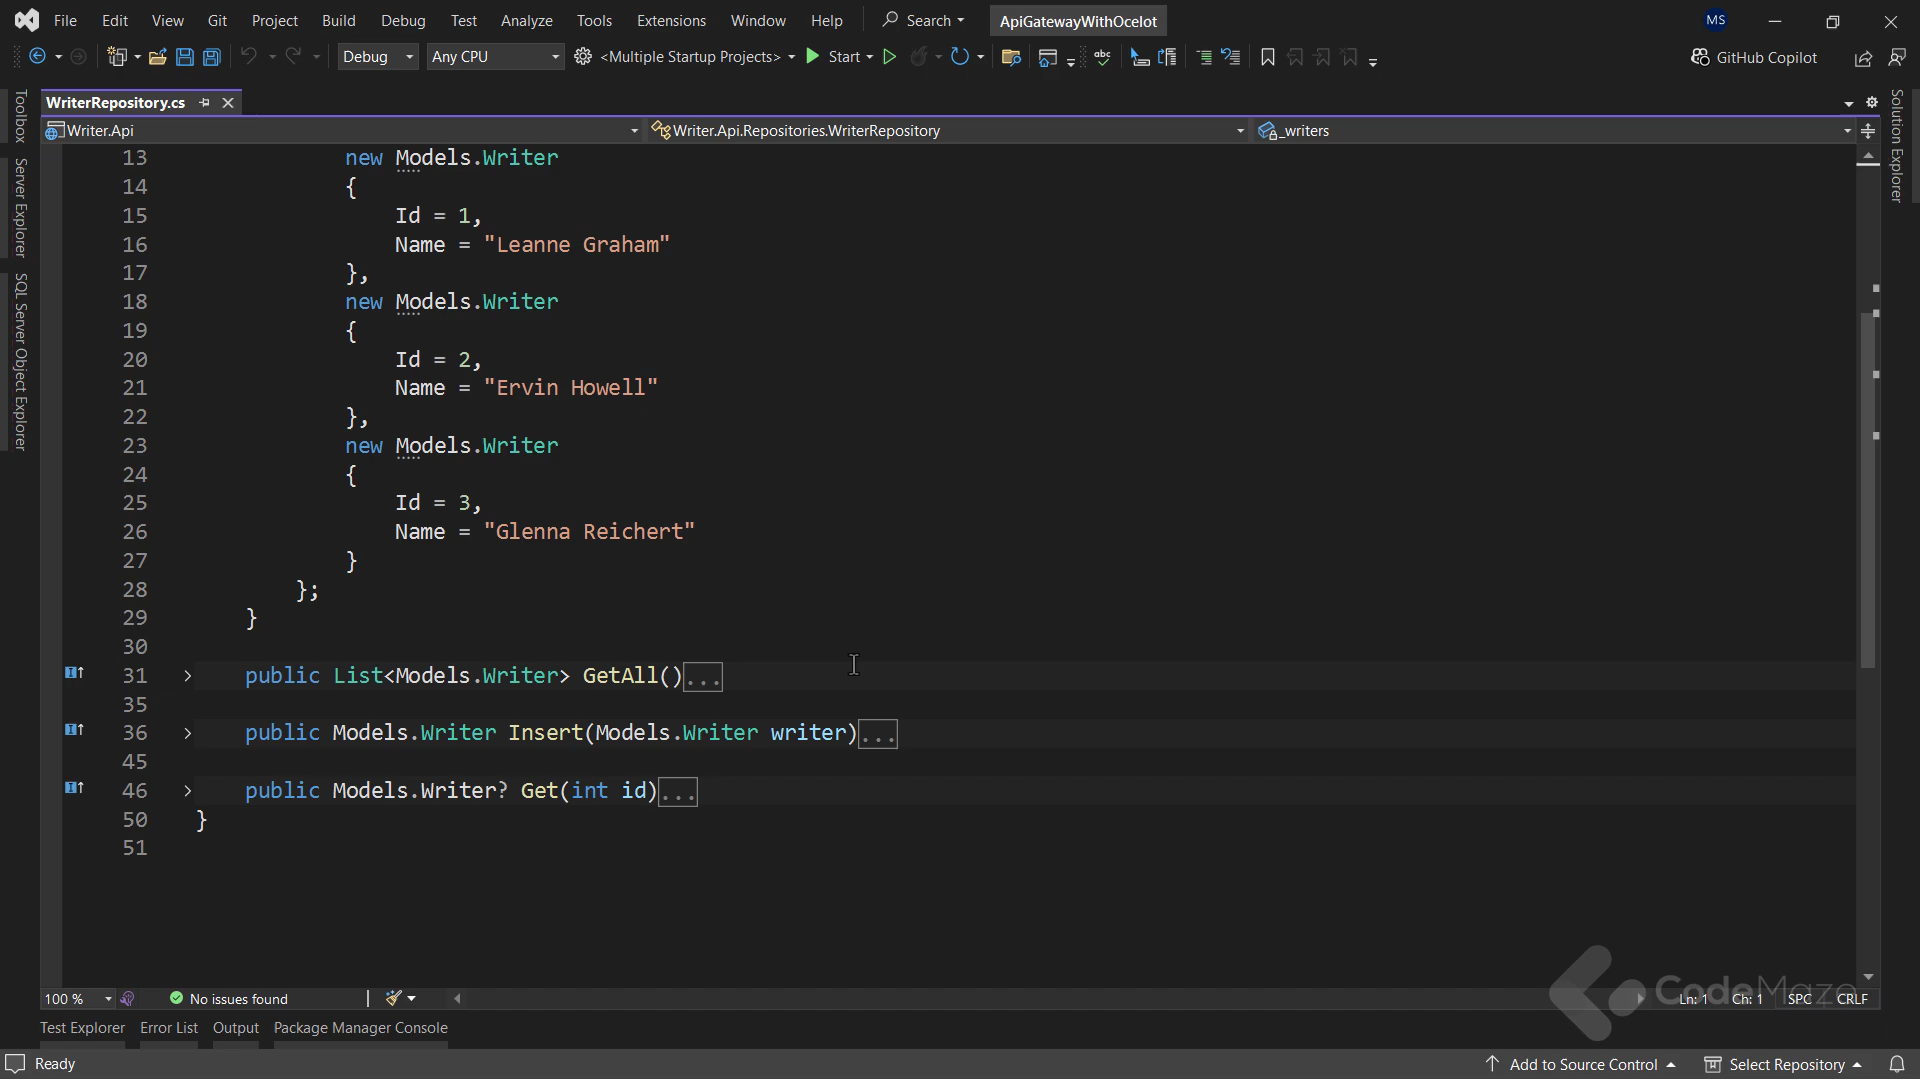 File Edit View Git Project Build Debug Test Analyze Tools Extensions Window Help Search ApiGatewayWithOcelot MS
Debug Any CPU <Multiple Startup Projects> Start abc GitHub Copilot
WriterRepository.cs
Writer.Api Writer.Api.Repositories.WriterRepository _writers
Toolbox
Server Explorer
SQL Server Object Explorer
Solution Explorer
13 new Models.Writer
14 {
15 Id = 1,
16 Name = "Leanne Graham"
17 },
18 new Models.Writer
19 {
20 Id = 2,
21 Name = "Ervin Howell"
22 },
23 new Models.Writer
24 {
25 Id = 3,
26 Name = "Glenna Reichert"
27 }
28 };
29 }
30
31 public List<Models.Writer> GetAll()...
35
36 public Models.Writer Insert(Models.Writer writer)...
45
46 public Models.Writer? Get(int id)...
50 }
51
100 % No issues found Ln: 1 Ch: 1 SPC CRLF
CodeMaze
Test Explorer Error List Output Package Manager Console
Ready Add to Source Control Select Repository